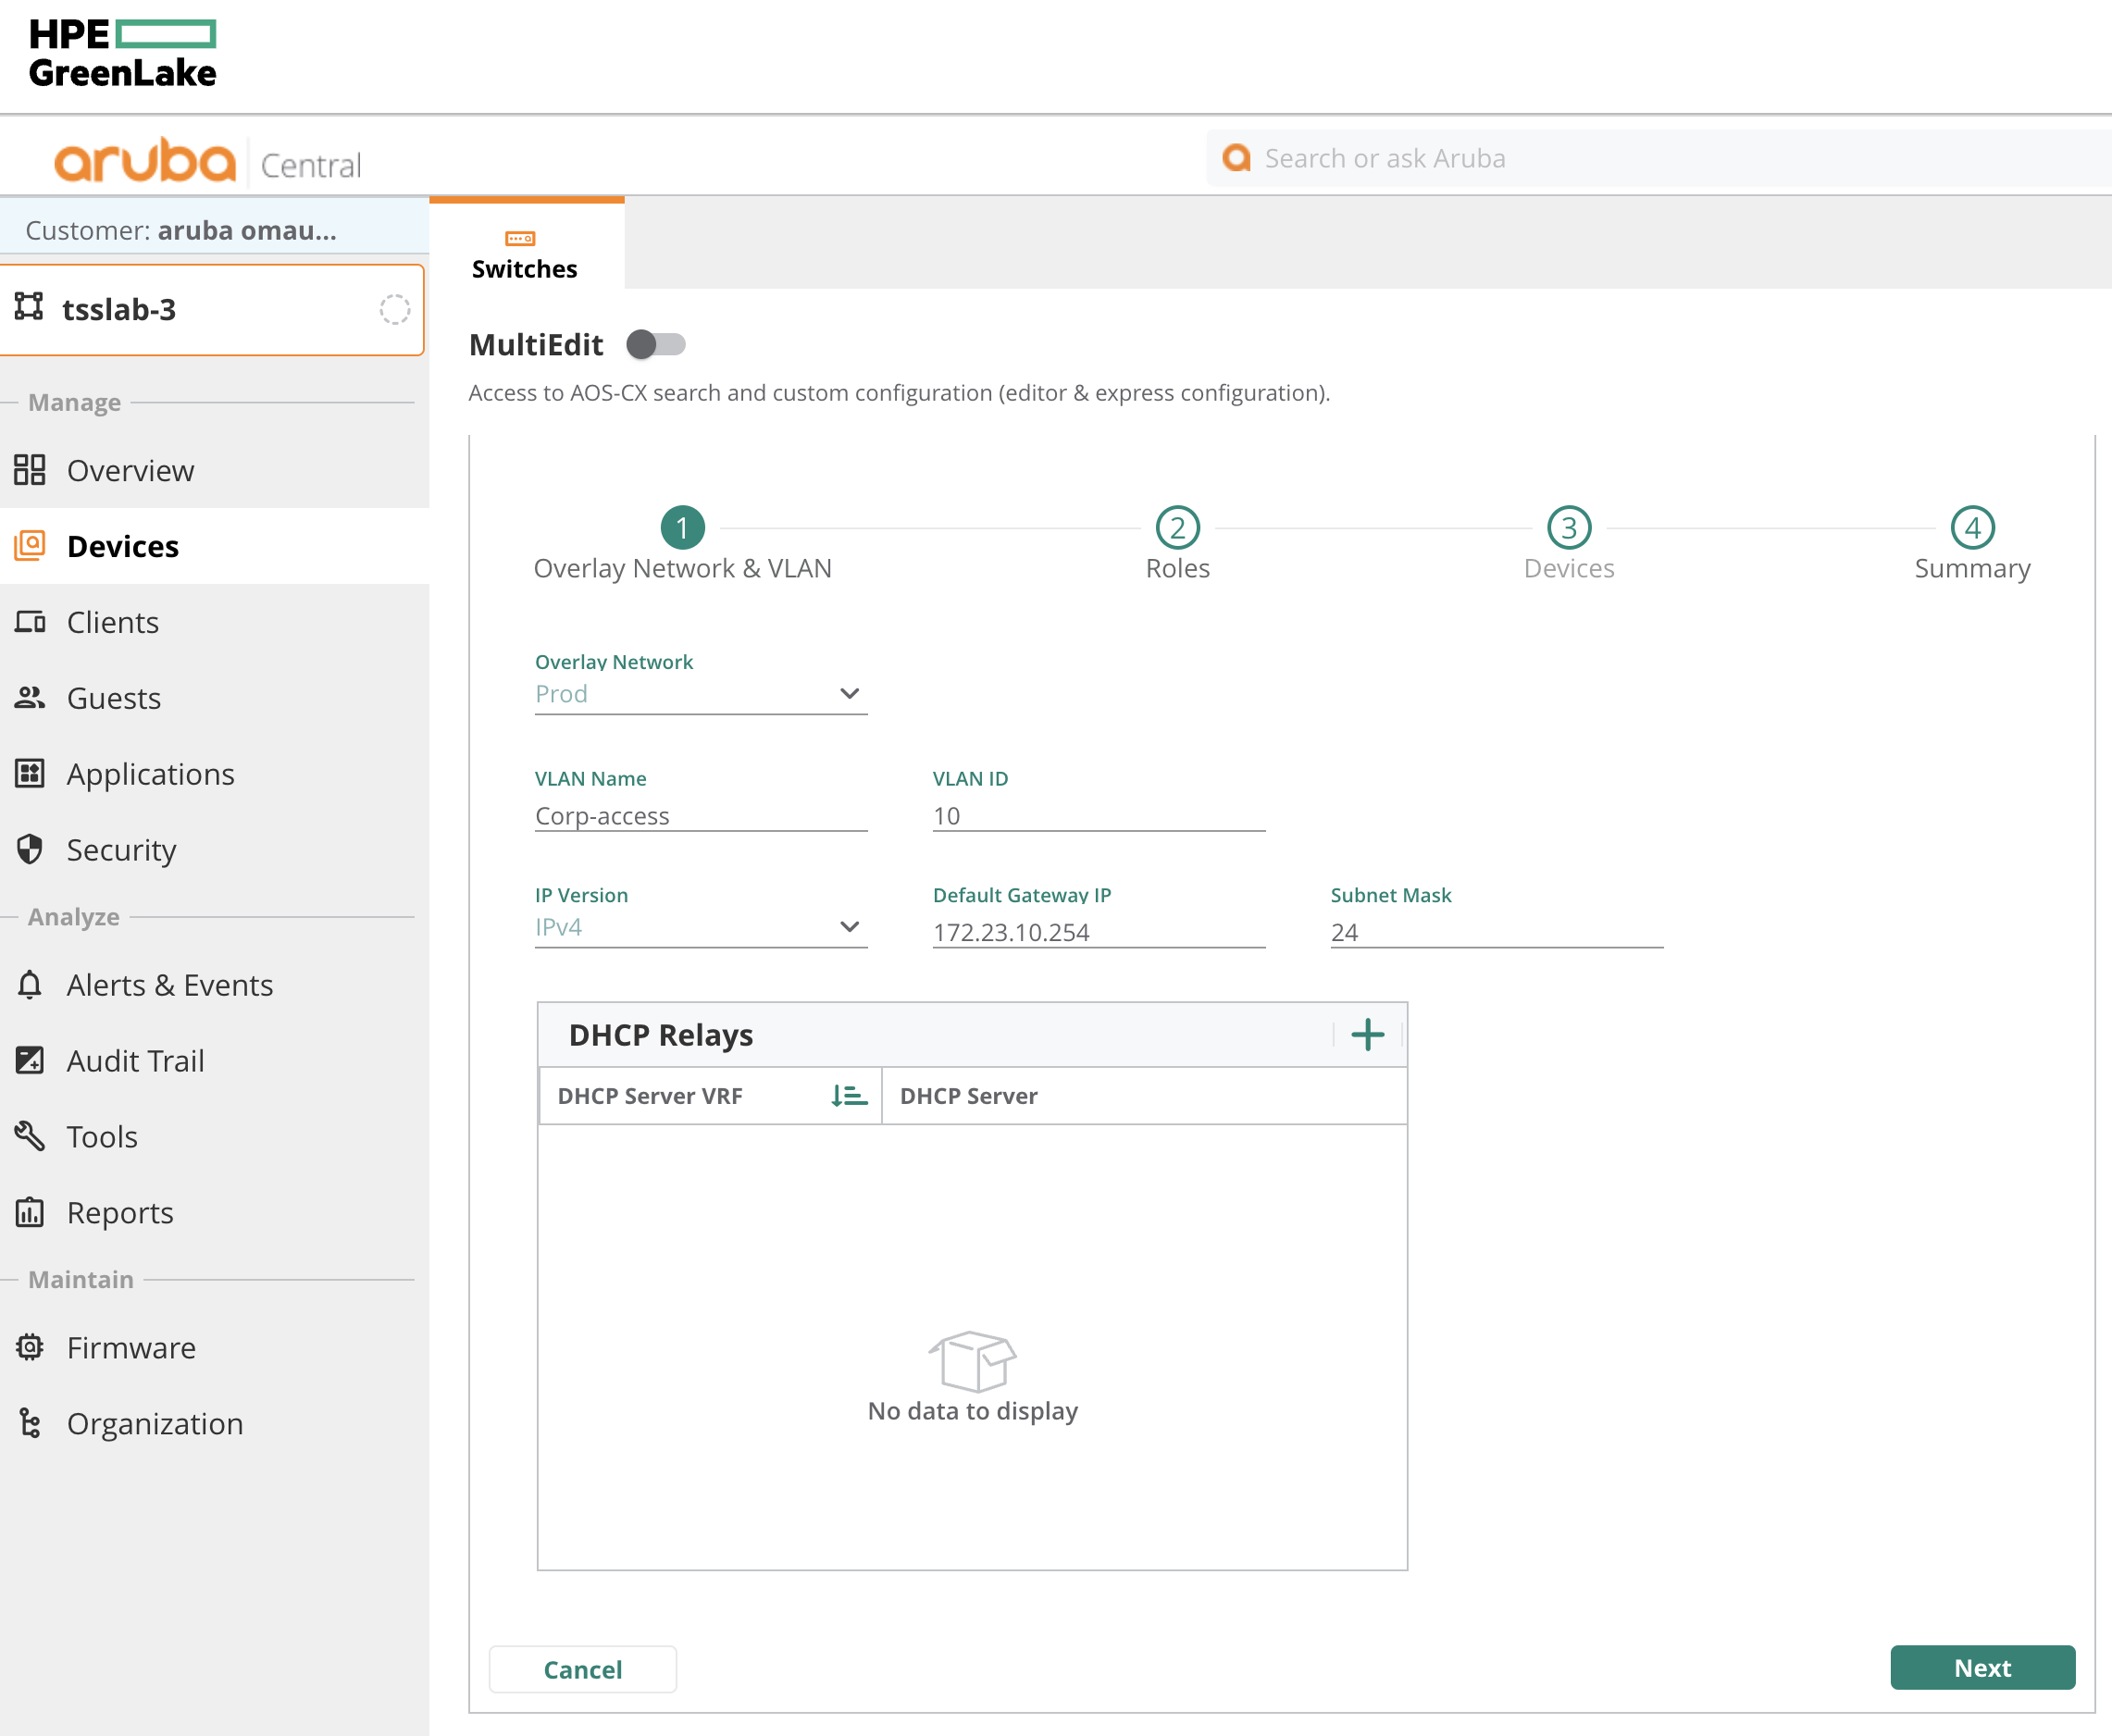 HPE
GreenLake
aruba Central
Search or ask Aruba
Customer: aruba omau...
Switches
tsslab-3
MultiEdit
Access to AOS-CX search and custom configuration (editor & express configuration).
Manage
Overview
Devices
Clients
Guests
Applications
Security
Analyze
Alerts & Events
Audit Trail
Tools
Reports
Maintain
Firmware
Organization
1
2
3
4
Overlay Network & VLAN
Roles
Devices
Summary
Overlay Network
Prod
VLAN Name
VLAN ID
Corp-access
10
IP Version
Default Gateway IP
Subnet Mask
IPv4
172.23.10.254
24
DHCP Relays
DHCP Server VRF
DHCP Server
No data to display
Cancel
Next